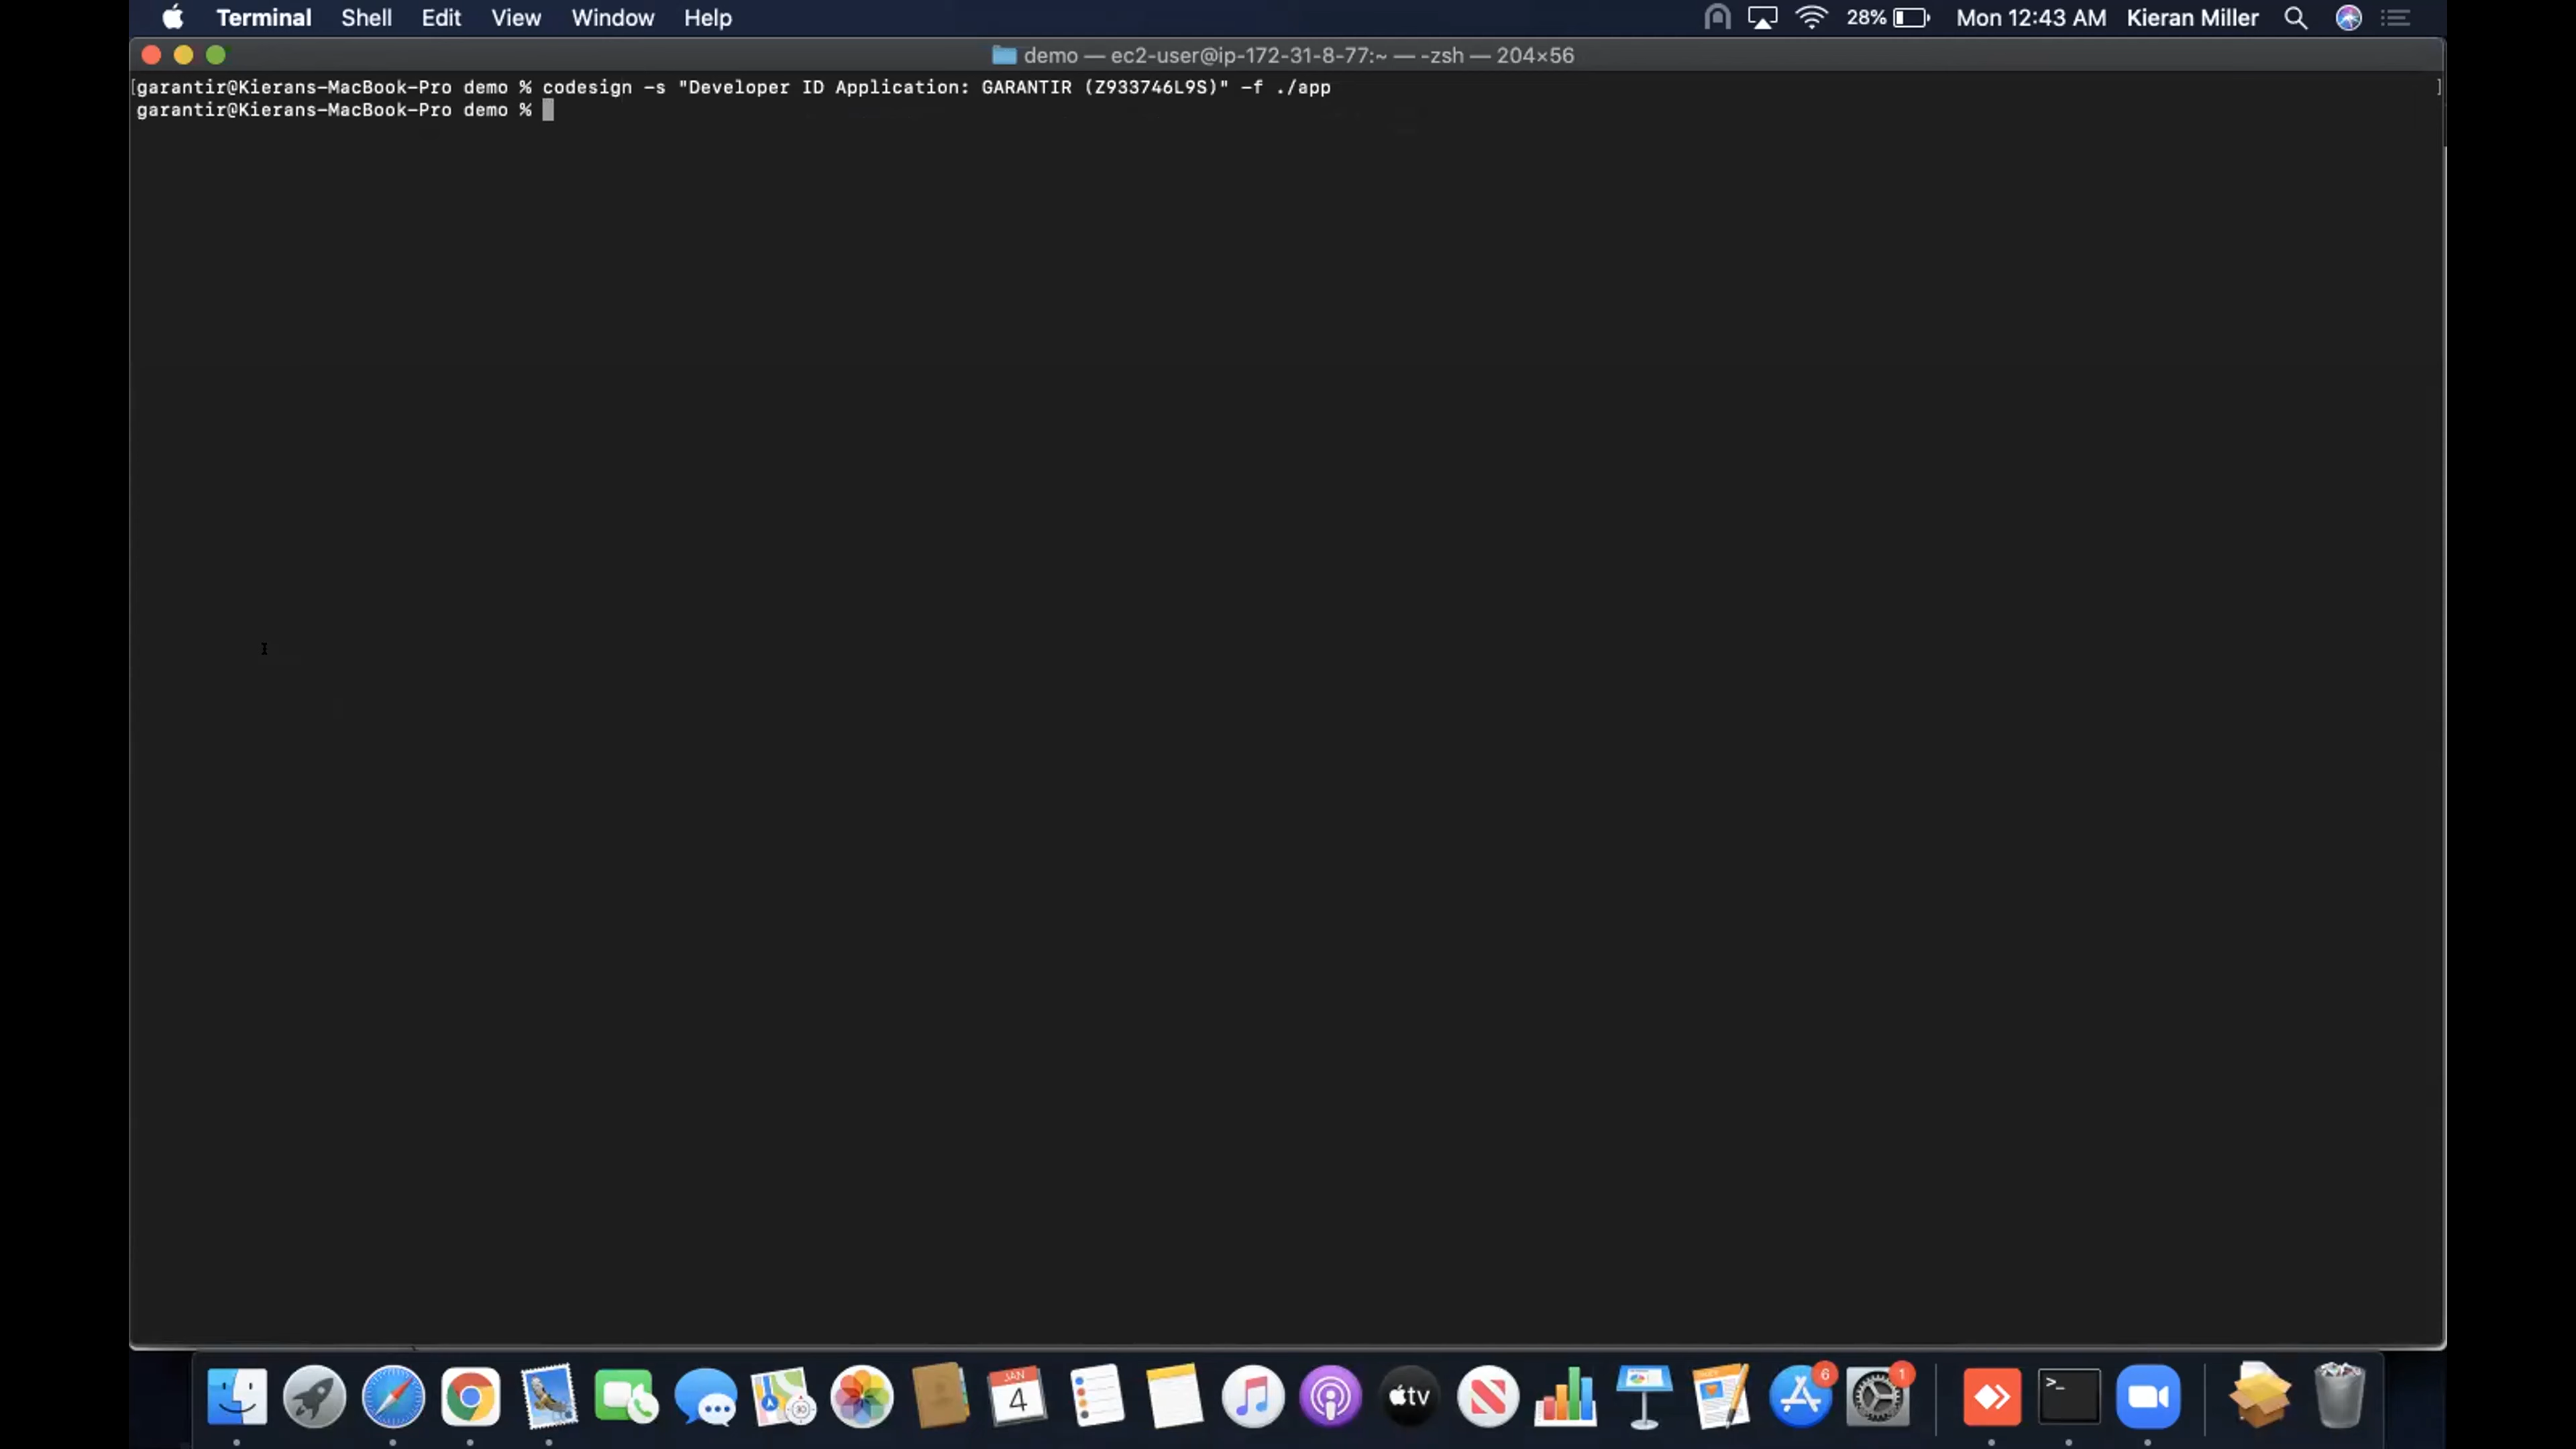 Terminal Shell Edit View Window Help 28% Mon 12:43 AM Kieran Miller
demo — ec2-user@ip-172-31-8-77:~ — -zsh — 204×56
[garantir@Kierans-MacBook-Pro demo % codesign -s "Developer ID Application: GARANTIR (Z933746L9S)" -f ./app ]
garantir@Kierans-MacBook-Pro demo %
JAN
4
tv
6
1
>_